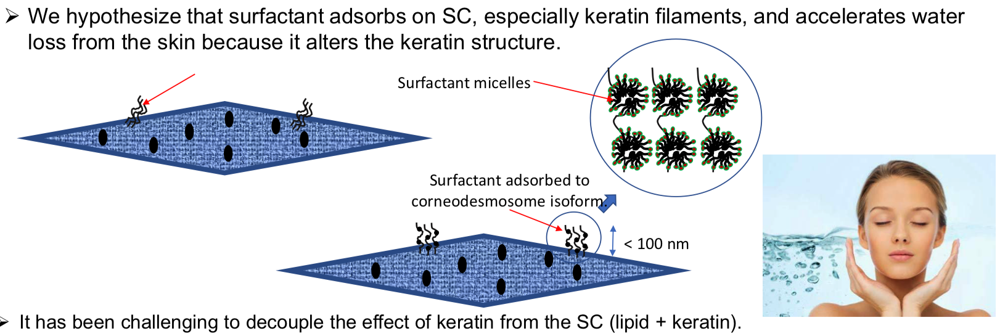 ➢ We hypothesize that surfactant adsorbs on SC, especially keratin filaments, and accelerates water
loss from the skin because it alters the keratin structure.
Surfactant micelles
Surfactant adsorbed to
corneodesmosome isoform.
< 100 nm
➢ It has been challenging to decouple the effect of keratin from the SC (lipid + keratin).